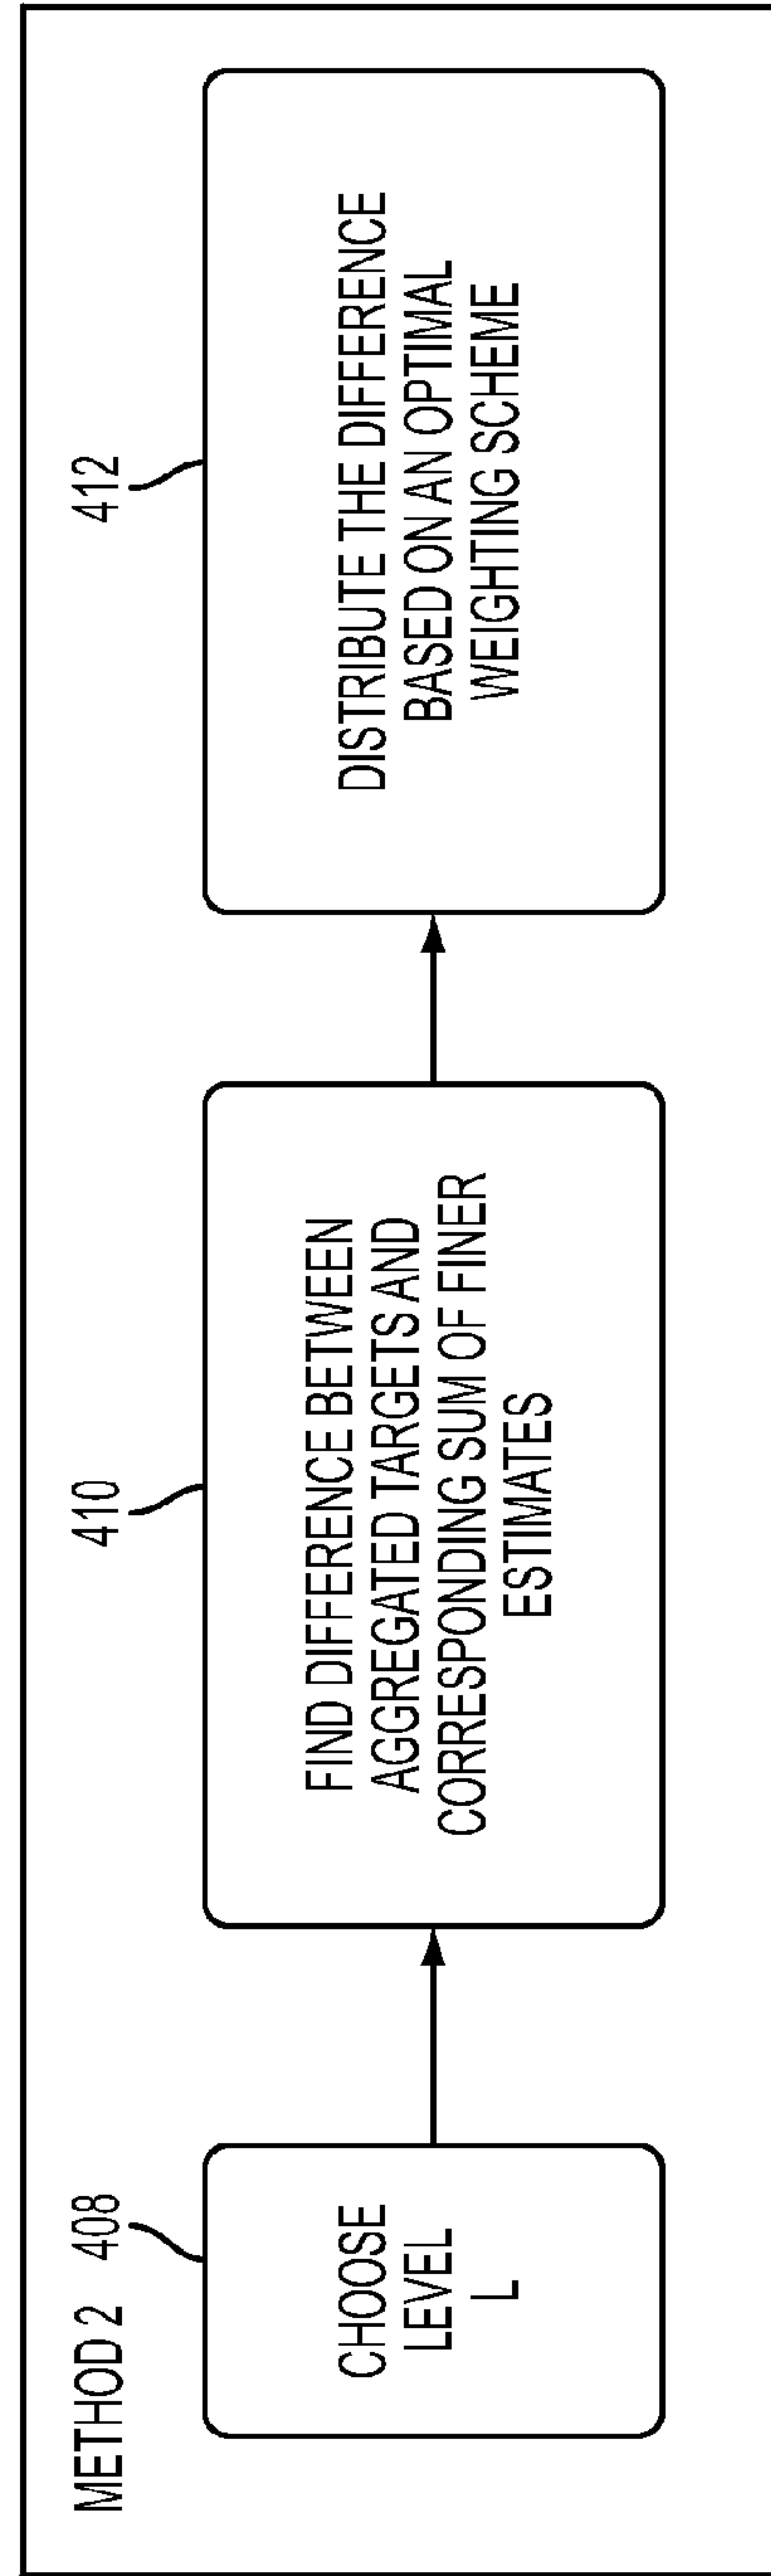 METHOD 2
408
CHOOSE
LEVEL
L
410
FIND DIFFERENCE BETWEEN
AGGREGATED TARGETS AND
CORRESPONDING SUM OF FINER
ESTIMATES
412
DISTRIBUTE THE DIFFERENCE
BASED ON AN OPTIMAL
WEIGHTING SCHEME